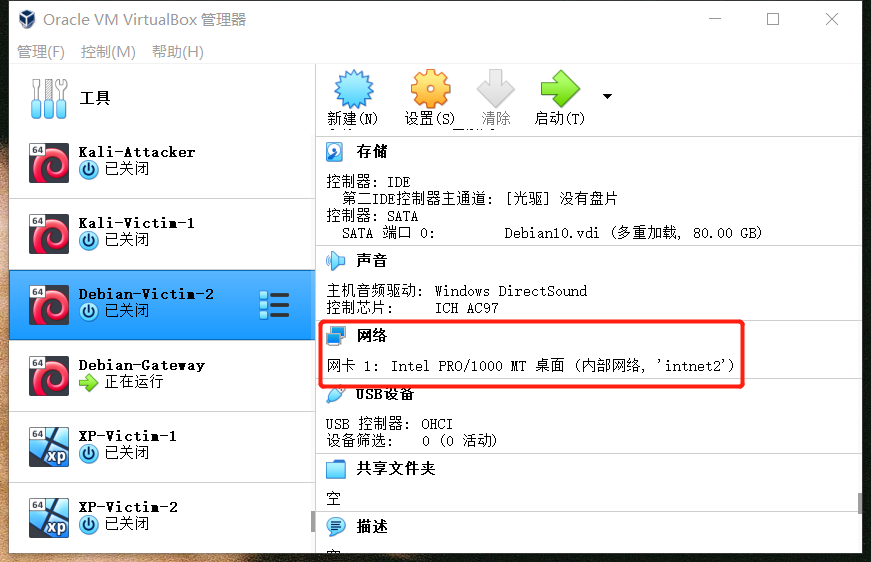 Oracle VM VirtualBox 管理器
管理(F) 控制(M) 帮助(H)
工具
新建(N) 设置(S) 清除 启动(T)
64
Kali-Attacker
已关闭
64
Kali-Victim-1
已关闭
64
Debian-Victim-2
已关闭
64
Debian-Gateway
正在运行
64
xp
XP-Victim-1
已关闭
64
xp
XP-Victim-2
已关闭
存储
控制器: IDE
第二IDE控制器主通道: [光驱] 没有盘片
控制器: SATA
SATA 端口 0: Debian10.vdi (多重加载, 80.00 GB)
声音
主机音频驱动: Windows DirectSound
控制芯片: ICH AC97
网络
网卡 1: Intel PRO/1000 MT 桌面 (内部网络, 'intnet2')
USB设备
USB 控制器: OHCI
设备筛选: 0 (0 活动)
共享文件夹
空
描述